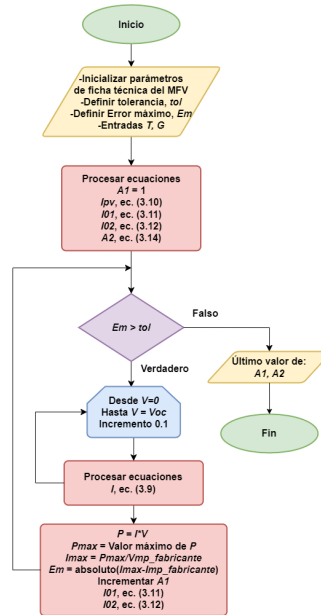 Inicio
-Inicializar parámetros
de ficha técnica del MFV
-Definir tolerancia, tol
-Definir Error máximo, Em
-Entradas T, G
Procesar ecuaciones
A1 = 1
Ipv, ec. (3.10)
I01, ec. (3.11)
I02, ec. (3.12)
A2, ec. (3.14)
Em > tol
Falso
Verdadero
Último valor de:
A1, A2
Fin
Desde V=0
Hasta V = Voc
Incremento 0.1
Procesar ecuaciones
I, ec. (3.9)
P = I*V
Pmax = Valor máximo de P
Imax = Pmax/Vmp_fabricante
Em = absoluto(Imax-Imp_fabricante)
Incrementar A1
I01, ec. (3.11)
I02, ec. (3.12)